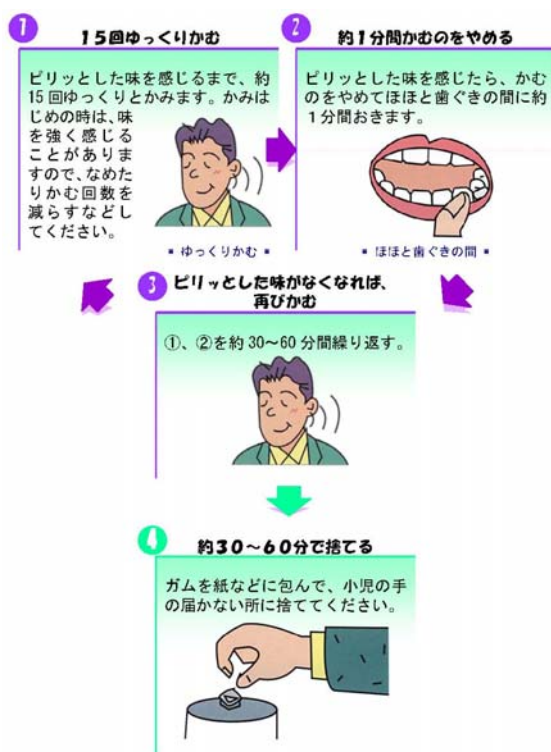 1
15回ゆっくりかむ
ピリッとした味を感じるまで、約
15回ゆっくりとかみます。かみは
じめの時は、味
を強く感じる
ことがありま
すので、なめた
りかむ回数を
減らすなどし
てください。
▪ ゆっくりかむ ▪
2
約1分間かむのをやめる
ピリッとした味を感じたら、かむ
のをやめてほほと歯ぐきの間に約
1分間おきます。
▪ ほほと歯ぐきの間 ▪
3
ピリッとした味がなくなれば、
再びかむ
①、②を約30～60分間繰り返す。
4
約30～60分で捨てる
ガムを紙などに包んで、小児の手
の届かない所に捨ててください。